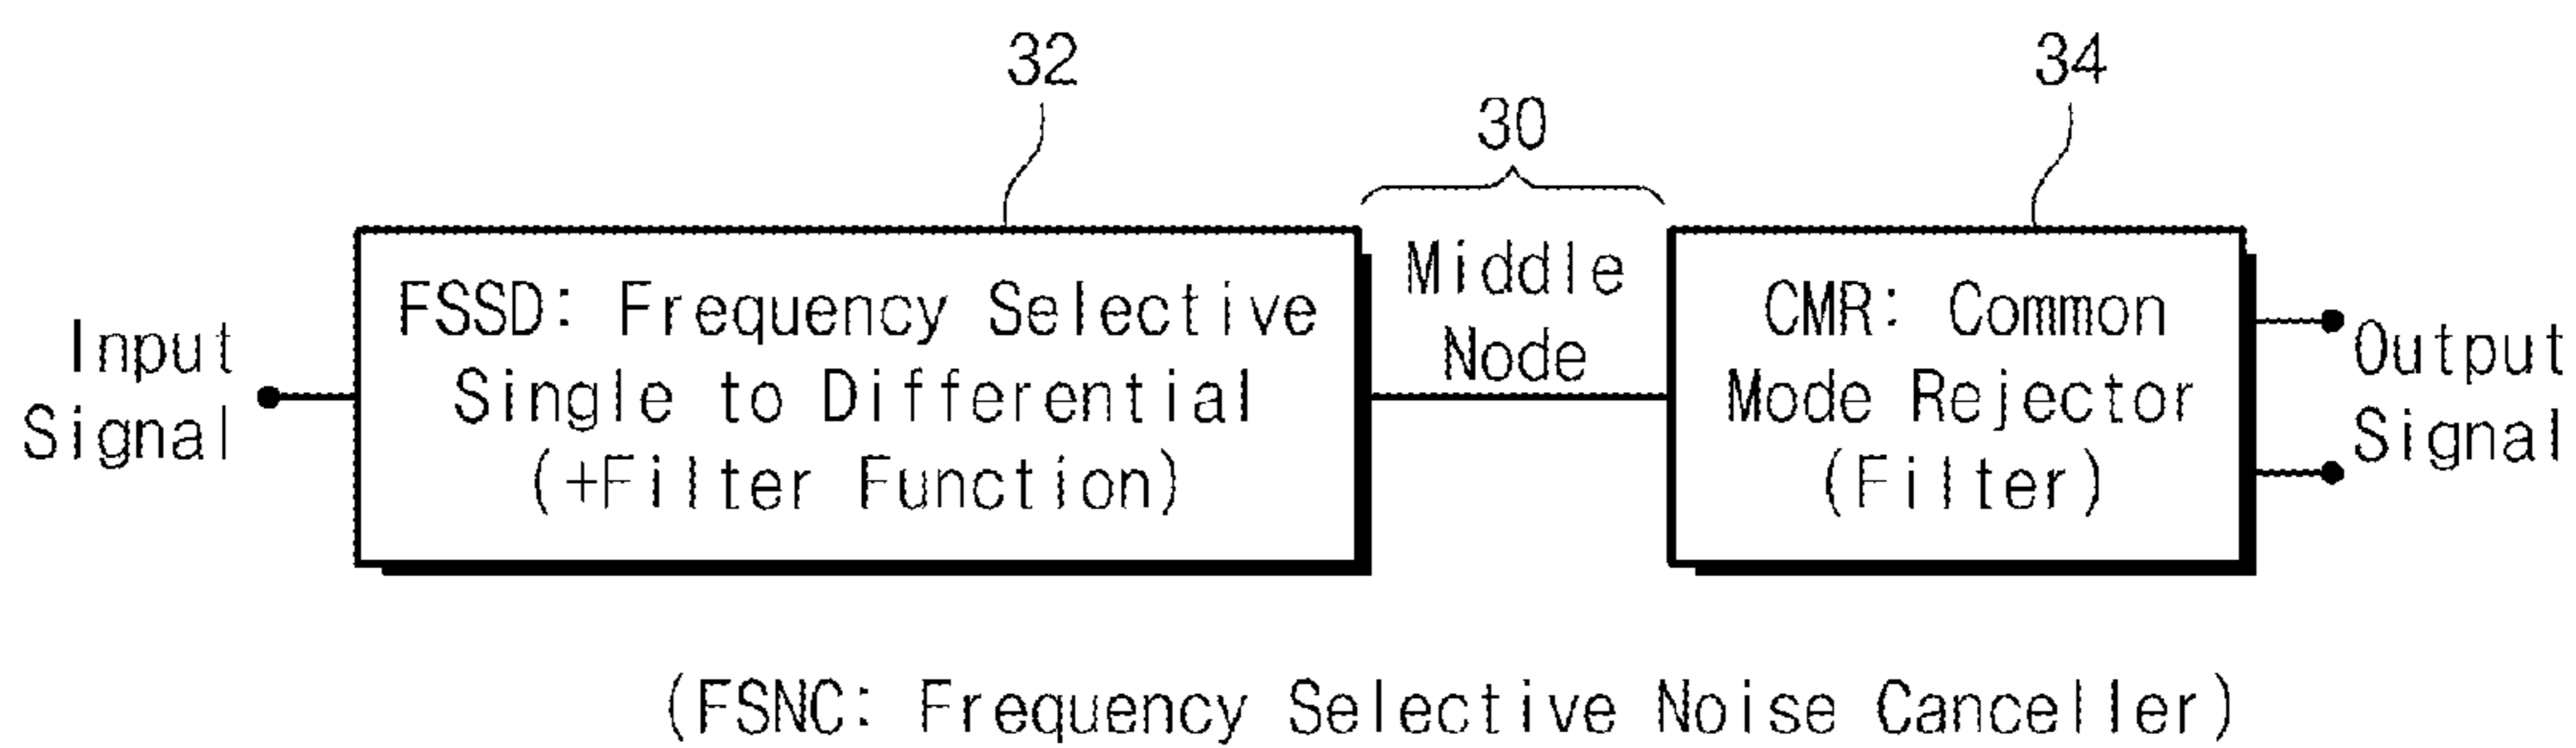 32
34
30
Input
Signal
FSSD: Frequency Selective
Single to Differential
(+Filter Function)
Middle
Node
CMR: Common
Mode Rejector
(Filter)
Output
Signal
(FSNC: Frequency Selective Noise Canceller)